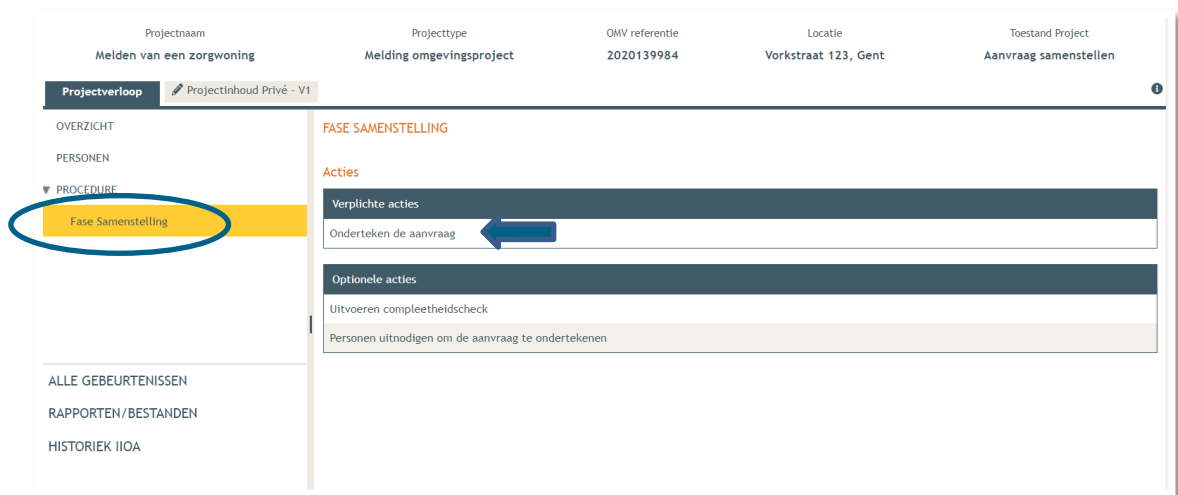 Projectnaam Projecttype OMV referentie Locatie Toestand Project
Melden van een zorgwoning Melding omgevingsproject 2020139984 Vorkstraat 123, Gent Aanvraag samenstellen
Projectverloop Projectinhoud Privé - V1
OVERZICHT
PERSONEN
PROCEDURE
Fase Samenstelling
ALLE GEBEURTENISSEN
RAPPORTEN/BESTANDEN
HISTORIEK IIOA
FASE SAMENSTELLING
Acties
Verplichte acties
Onderteken de aanvraag
Optionele acties
Uitvoeren compleetheidscheck
Personen uitnodigen om de aanvraag te ondertekenen